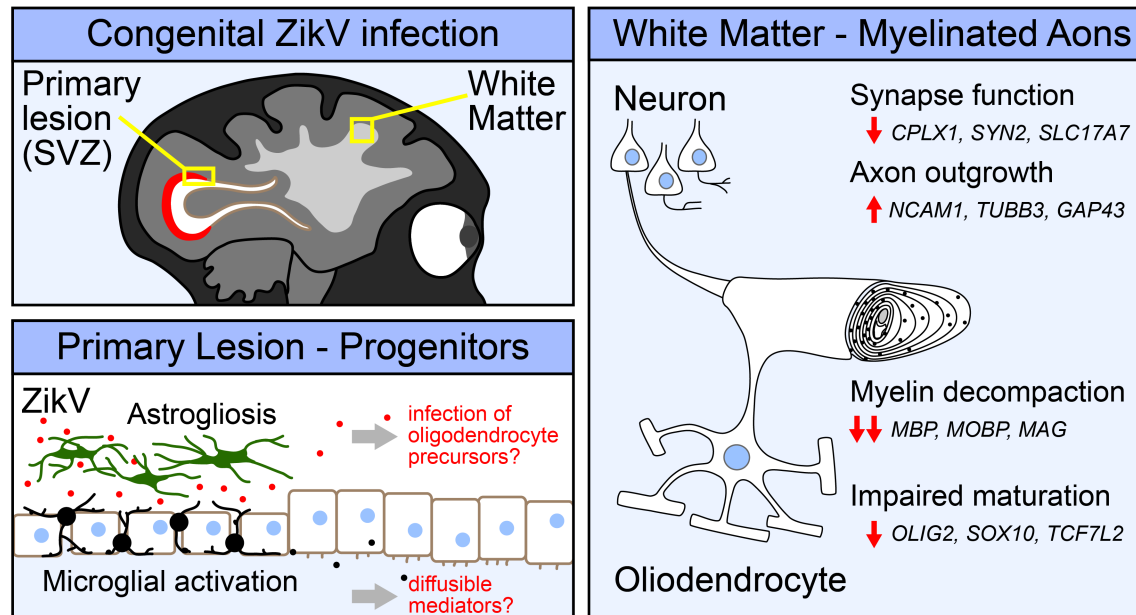 Congenital ZikV infection
Primary
lesion
(SVZ)
White
Matter
Primary Lesion - Progenitors
ZikV
Astrogliosis
infection of
oligodendrocyte
precursors?
Microglial activation
diffusible
mediators?
White Matter - Myelinated Aons
Neuron
Synapse function
CPLX1, SYN2, SLC17A7
Axon outgrowth
NCAM1, TUBB3, GAP43
Myelin decompaction
MBP, MOBP, MAG
Impaired maturation
OLIG2, SOX10, TCF7L2
Oliodendrocyte